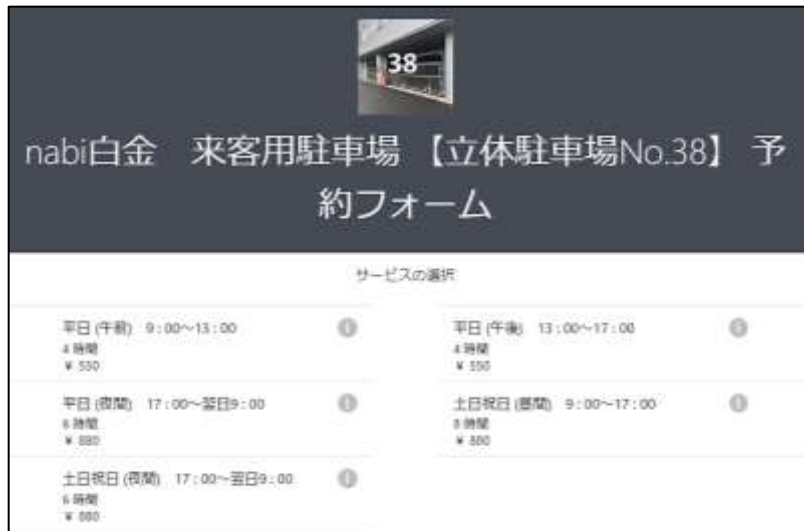 38
nabi白金　来客用駐車場 【立体駐車場No.38】 予
約フォーム
サービスの選択
平日 (午前)　9:00～13:00
4 時間
¥ 550
平日 (午後)　13:00～17:00
4 時間
¥ 550
平日 (夜間)　17:00～翌日9:00
6 時間
¥ 880
土日祝日 (昼間)　9:00～17:00
8 時間
¥ 880
土日祝日 (夜間)　17:00～翌日9:00
6 時間
¥ 880